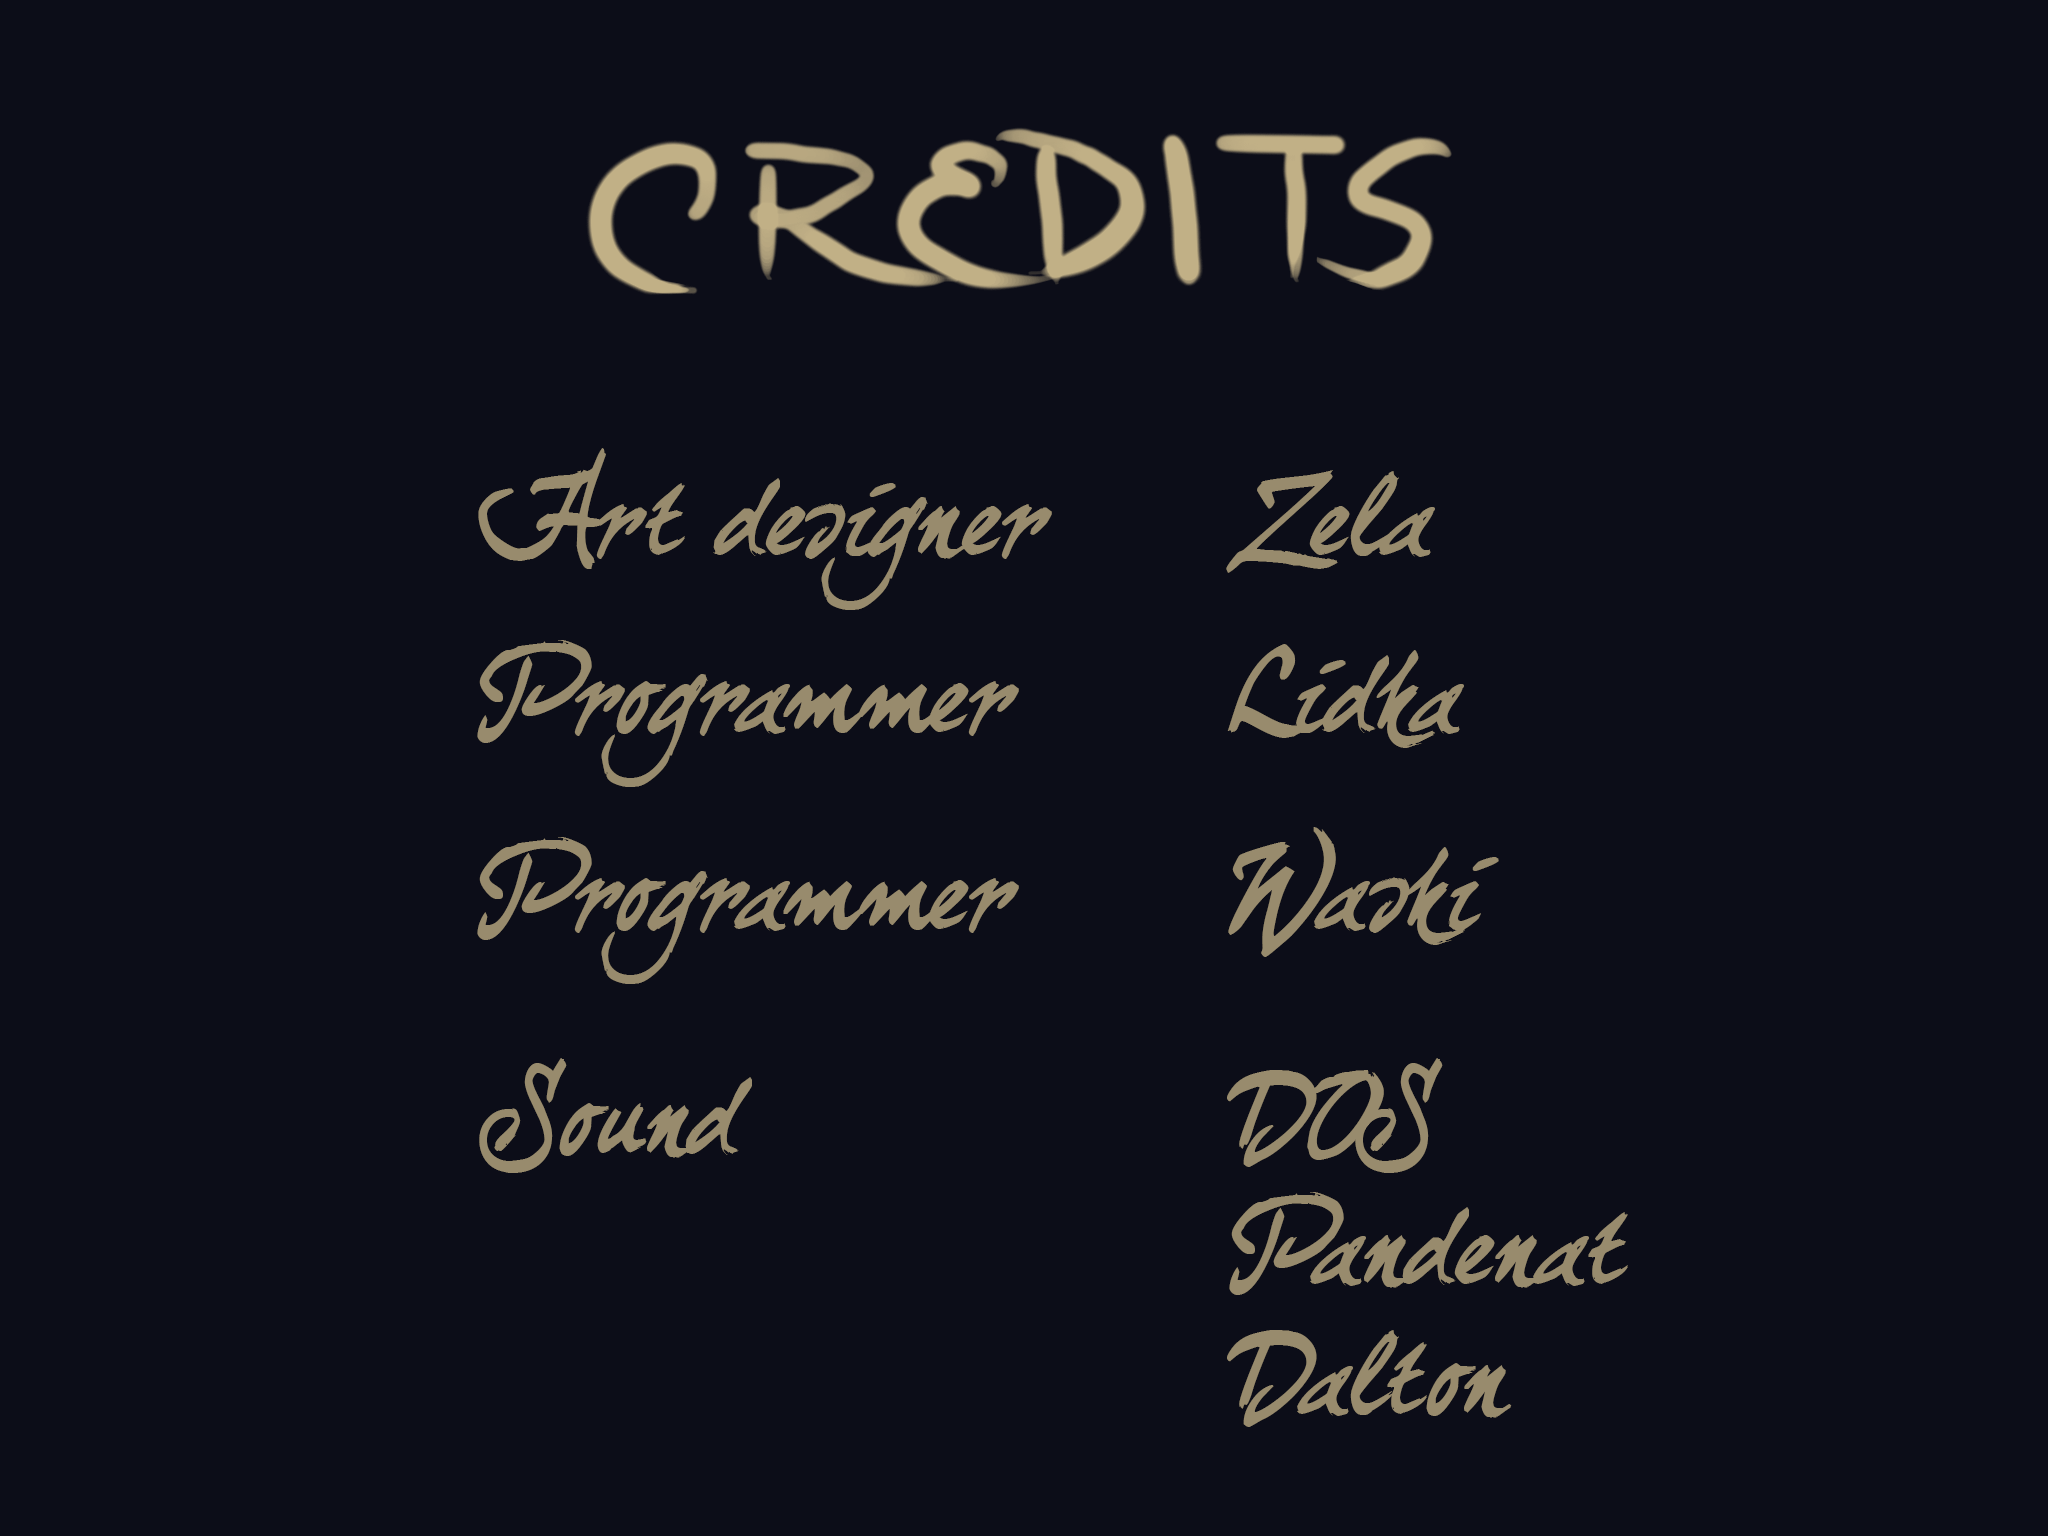 CREDITS
Art designer Zela
Programmer Lidka
Programmer Waski
Sound DOS
Pandenat
Dalton